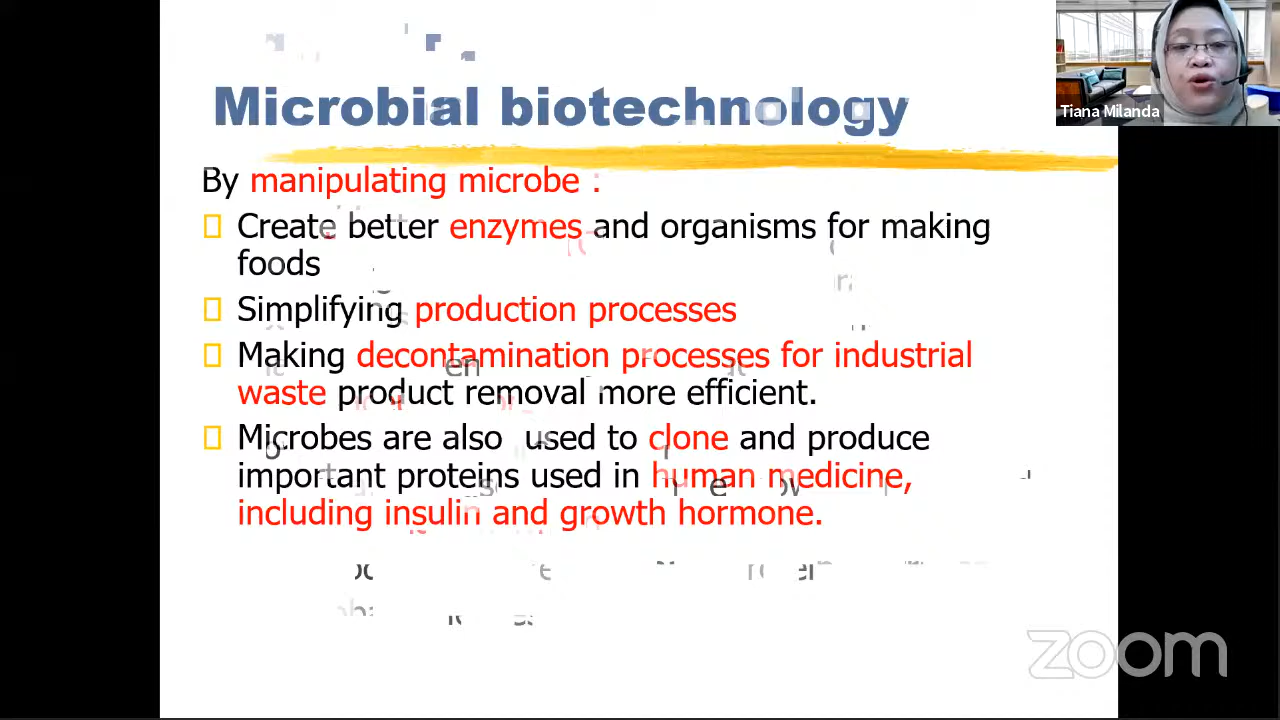 Microbial biotechnology
Tiana Milanda
By manipulating microbe :
Create better enzymes and organisms for making
foods
Simplifying production processes
Making decontamination processes for industrial
waste product removal more efficient.
Microbes are also used to clone and produce
important proteins used in human medicine,
including insulin and growth hormone.
zoom